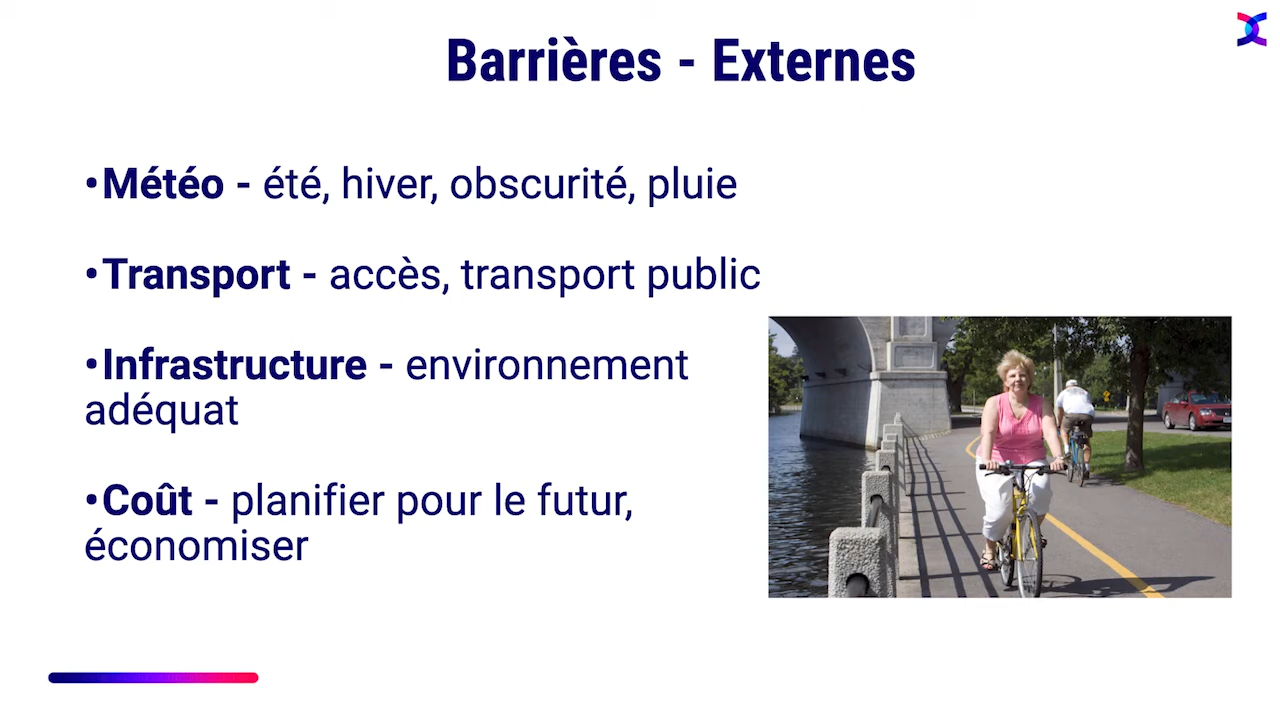 Barrières - Externes
•Météo - été, hiver, obscurité, pluie
•Transport - accès, transport public
•Infrastructure - environnement
adéquat
•Coût - planifier pour le futur,
économiser